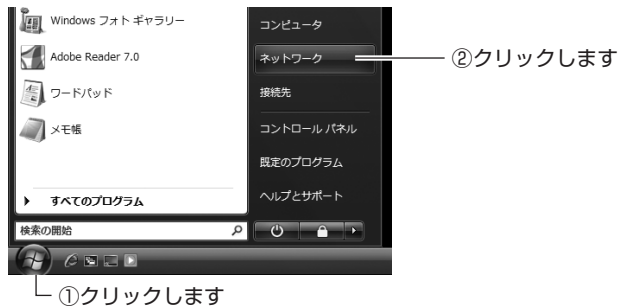 Windows フォト ギャラリー
Adobe Reader 7.0
ワードパッド
メモ帳
すべてのプログラム
検索の開始
コンピュータ
ネットワーク
接続先
コントロール パネル
既定のプログラム
ヘルプとサポート
②クリックします
①クリックします